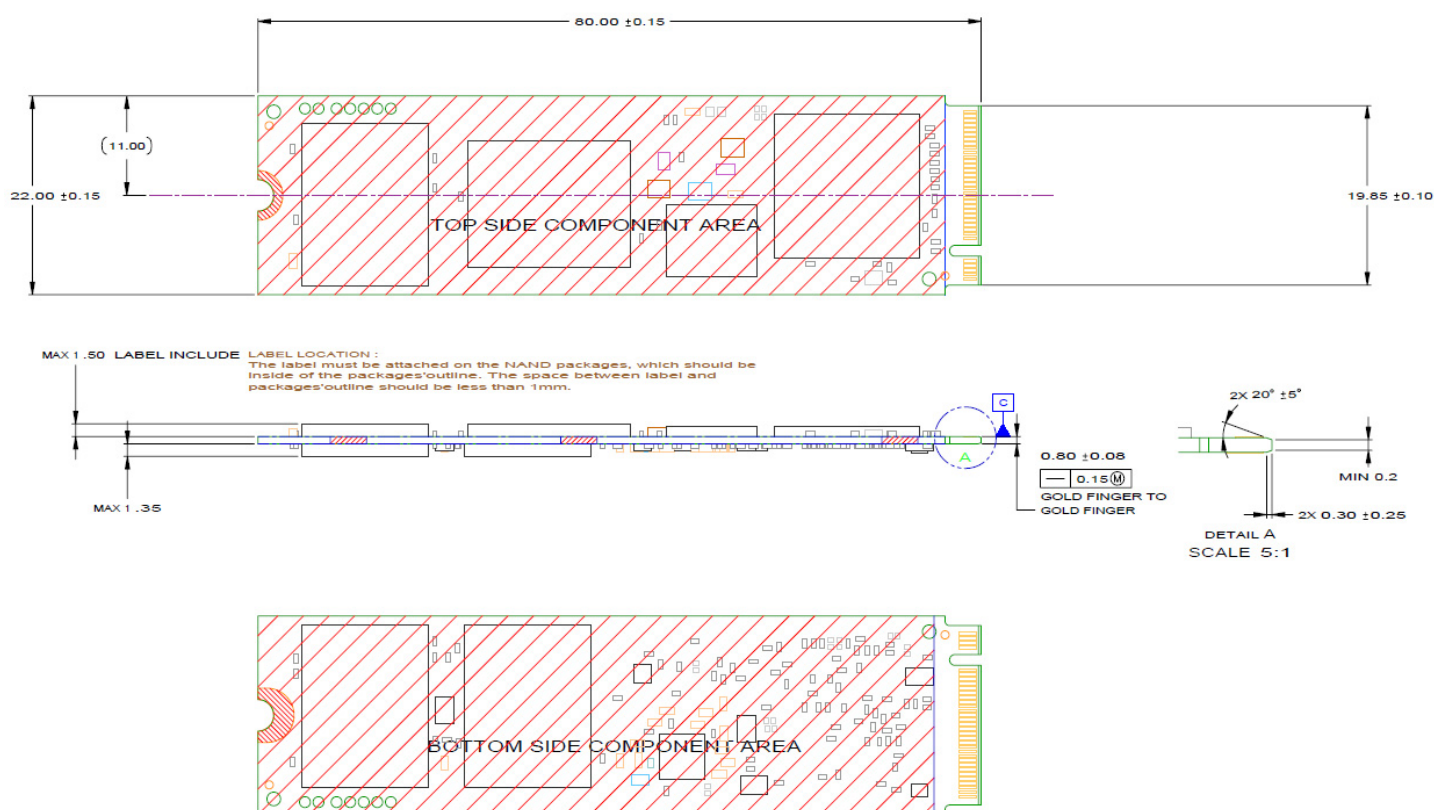 80.00 ±0.15
(11.00)
22.00 ±0.15
19.85 ±0.10
TOP SIDE COMPONENT AREA
MAX 1.50 LABEL INCLUDE
LABEL LOCATION :
The label must be attached on the NAND packages, which should be
inside of the packages'outline. The space between label and
packages'outline should be less than 1mm.
C
2X 20° ±5°
A
0.80 ±0.08
— 0.15Ⓜ
GOLD FINGER TO
GOLD FINGER
MIN 0.2
MAX 1.35
2X 0.30 ±0.25
DETAIL A
SCALE 5:1
BOTTOM SIDE COMPONENT AREA